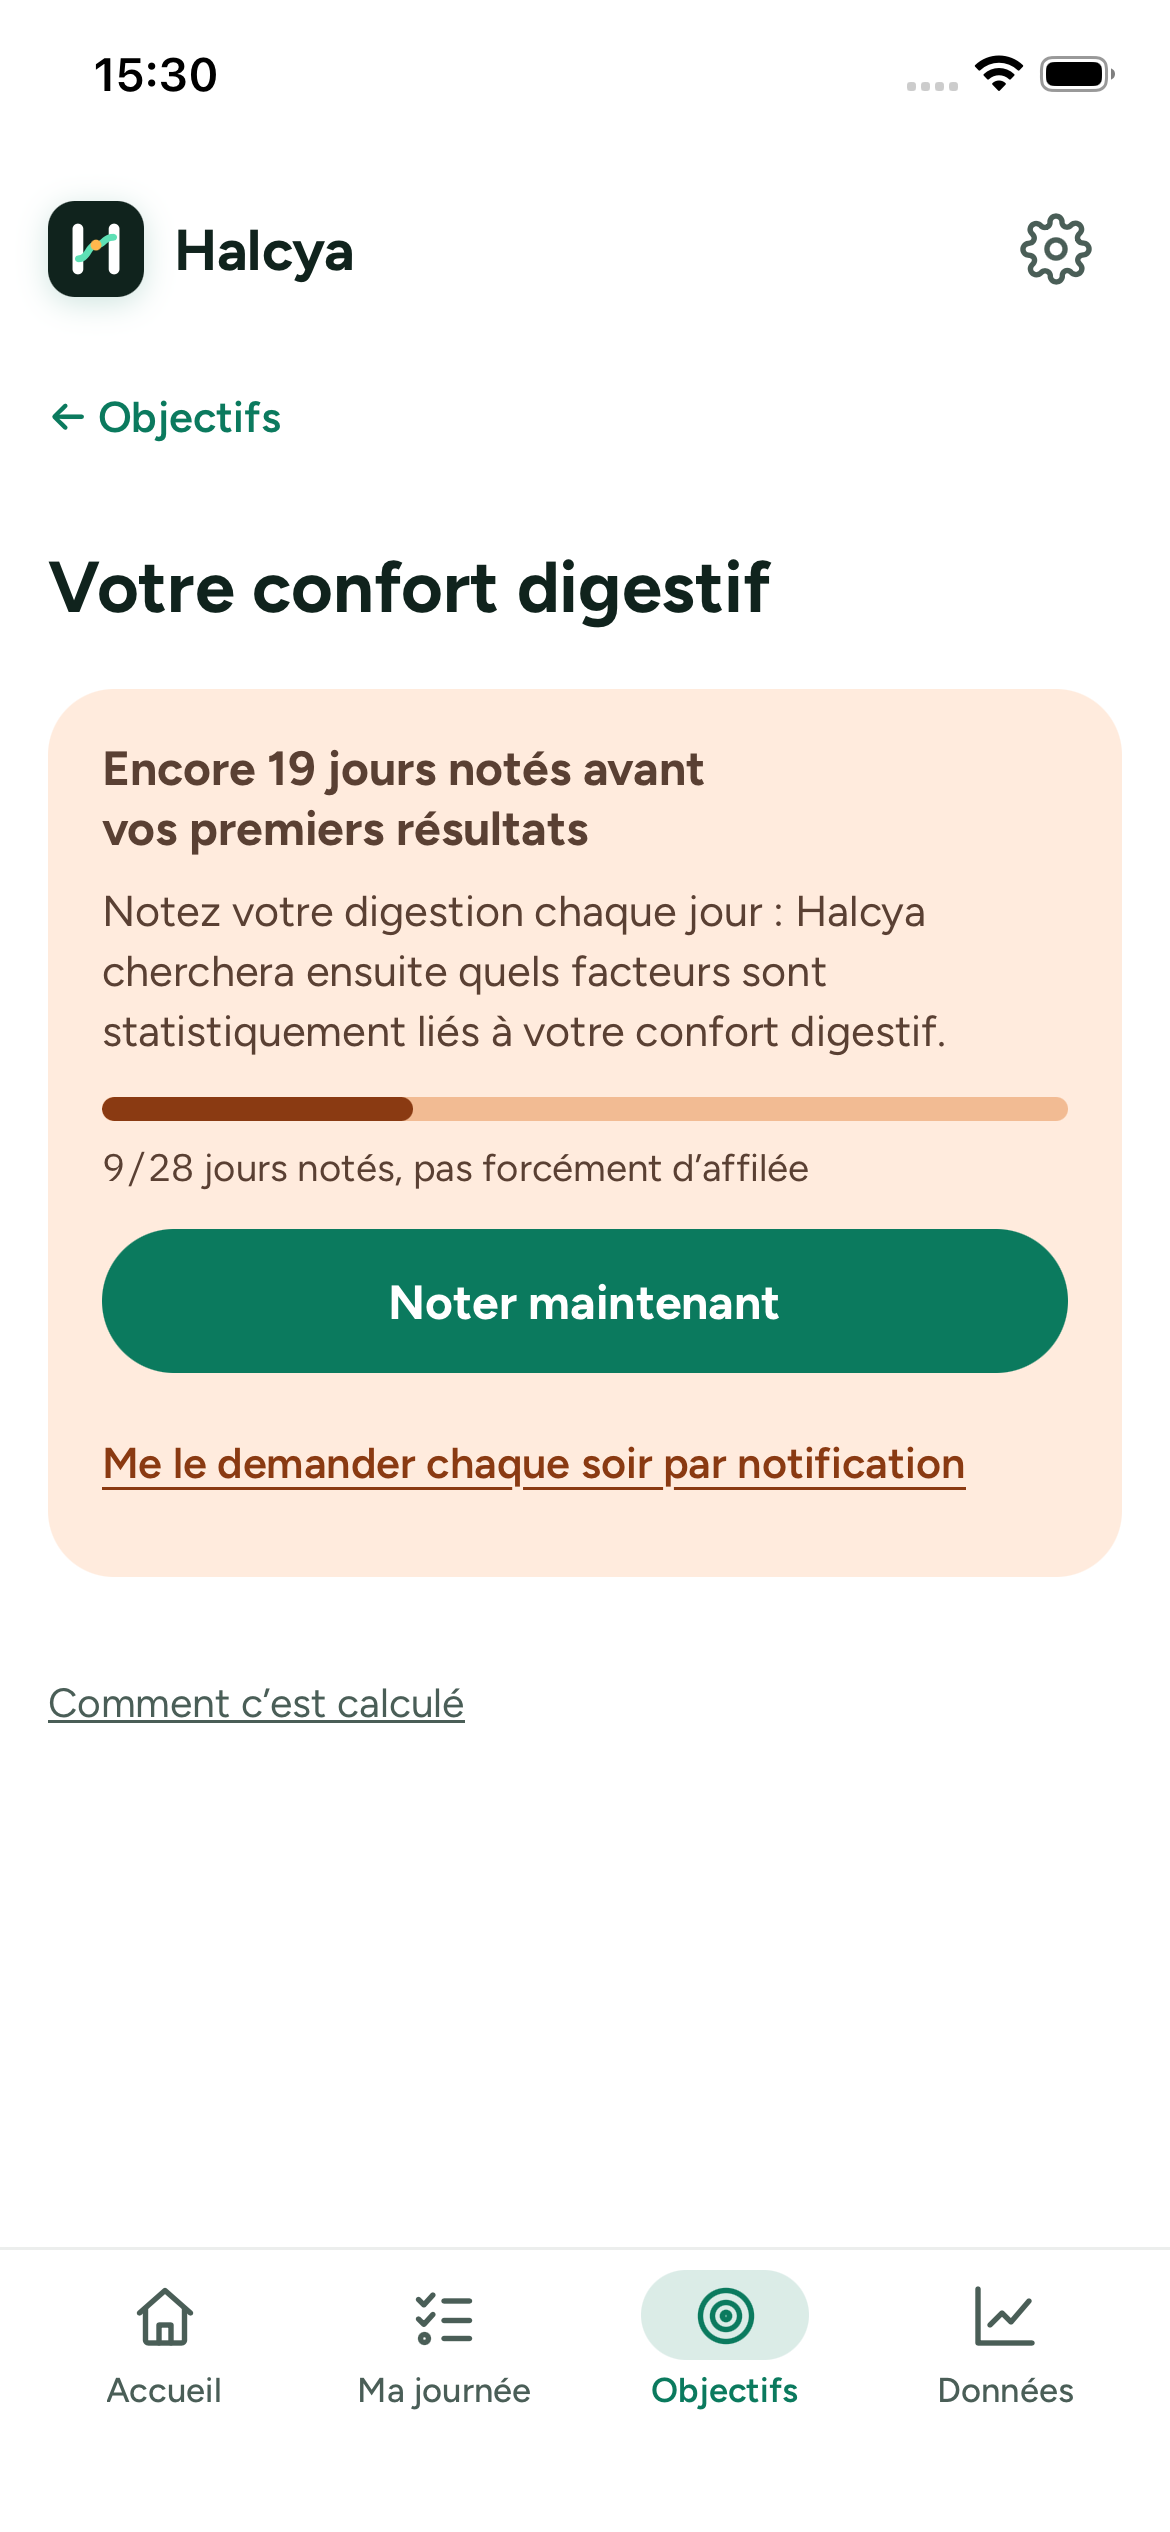 15:30
Halcya
← Objectifs
Votre confort digestif
Encore 19 jours notés avant
vos premiers résultats
Notez votre digestion chaque jour : Halcya
cherchera ensuite quels facteurs sont
statistiquement liés à votre confort digestif.
9/28 jours notés, pas forcément d’affilée
Noter maintenant
Me le demander chaque soir par notification
Comment c’est calculé
Accueil
Ma journée
Objectifs
Données